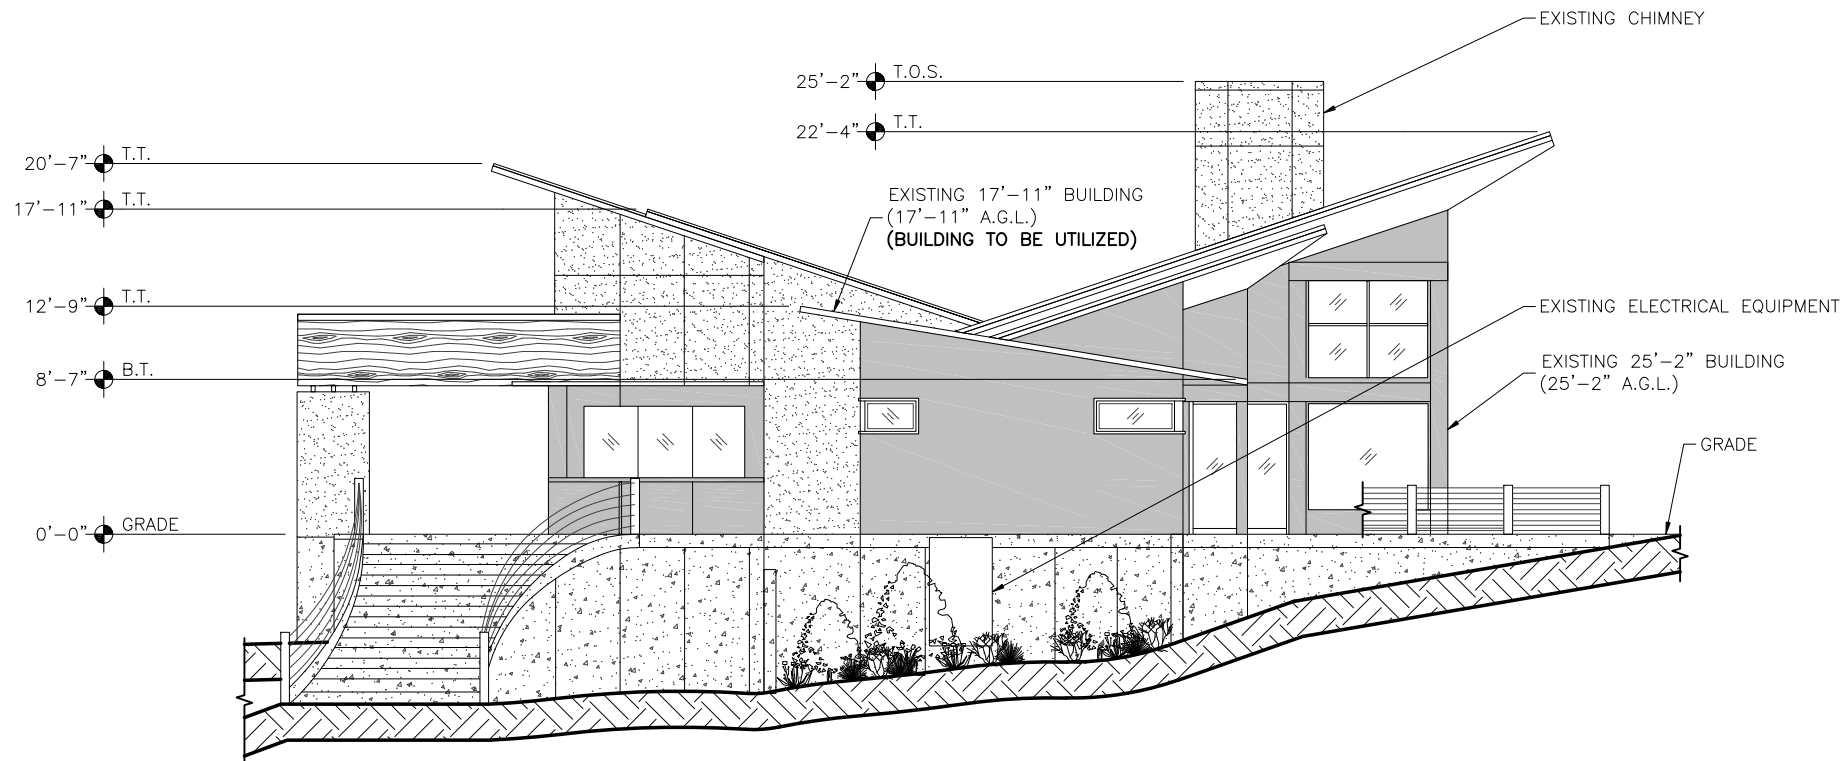 EXISTING CHIMNEY
25'-2" T.O.S.
22'-4" T.T.
20'-7" T.T.
17'-11" T.T.
EXISTING 17'-11" BUILDING
(17'-11" A.G.L.)
(BUILDING TO BE UTILIZED)
12'-9" T.T.
EXISTING ELECTRICAL EQUIPMENT
8'-7" B.T.
EXISTING 25'-2" BUILDING
(25'-2" A.G.L.)
GRADE
0'-0" GRADE